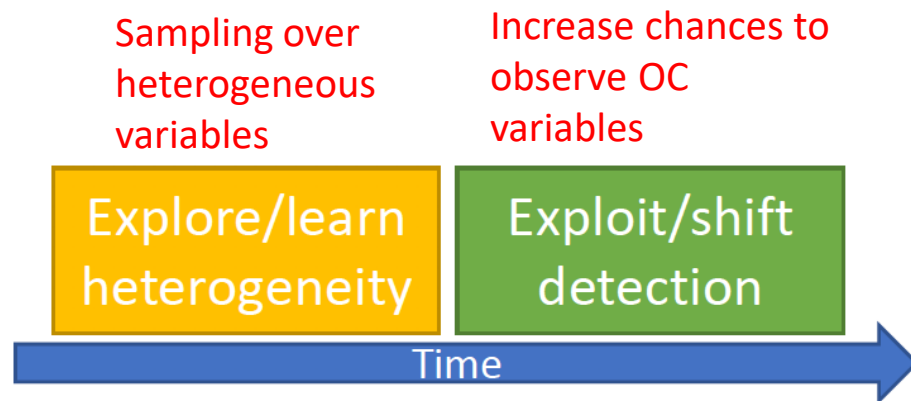 Sampling over
heterogeneous
variables
Increase chances to
observe OC
variables
Explore/learn
heterogeneity
Exploit/shift
detection
Time